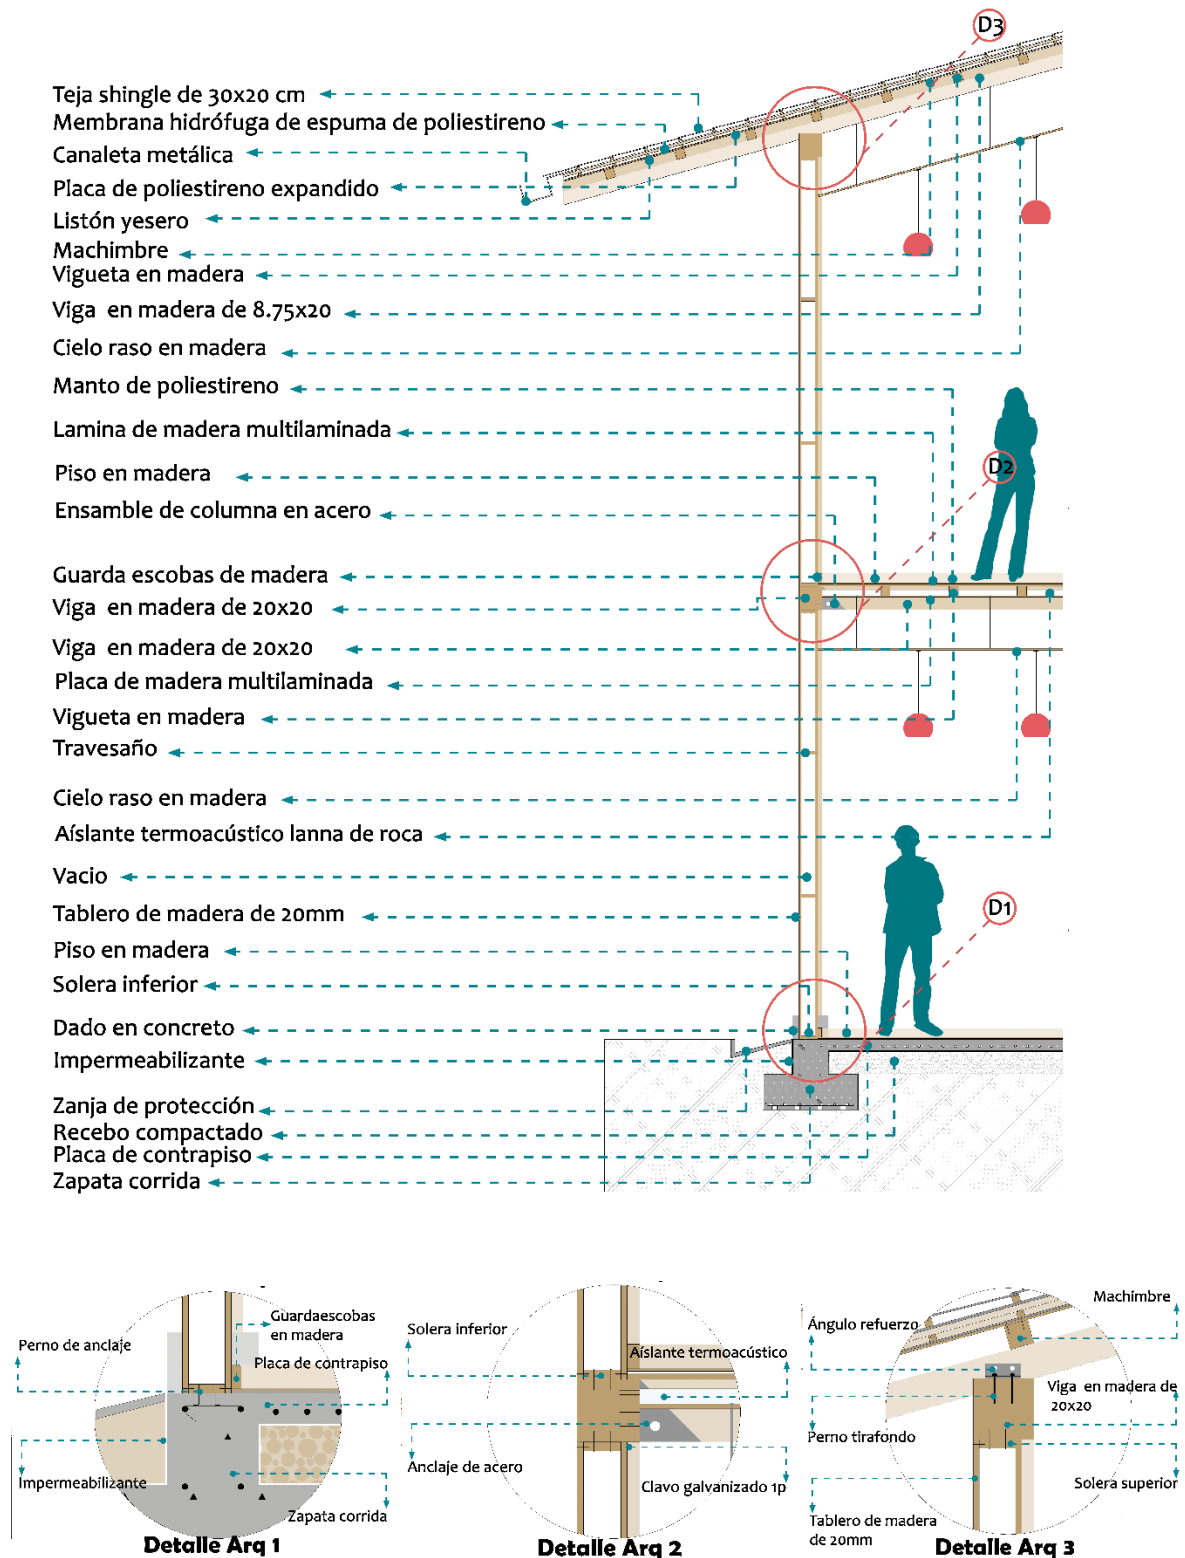 D3
Teja shingle de 30x20 cm
Membrana hidrófuga de espuma de poliestireno
Canaleta metálica
Placa de poliestireno expandido
Listón yesero
Machimbre
Vigueta en madera
Viga en madera de 8.75x20
Cielo raso en madera
Manto de poliestireno
Lamina de madera multilaminada
Piso en madera
D2
Ensamble de columna en acero
Guarda escobas de madera
Viga en madera de 20x20
Viga en madera de 20x20
Placa de madera multilaminada
Vigueta en madera
Travesaño
Cielo raso en madera
Aíslante termoacústico lanna de roca
Vacio
Tablero de madera de 20mm
D1
Piso en madera
Solera inferior
Dado en concreto
Impermeabilizante
Zanja de protección
Recebo compactado
Placa de contrapiso
Zapata corrida
Guardaescobas
en madera
Perno de anclaje
Placa de contrapiso
Impermeabilizante
Zapata corrida
Detalle Arq 1
Solera inferior
Aíslante termoacústico
Anclaje de acero
Clavo galvanizado 1p
Detalle Arq 2
Machimbre
Ángulo refuerzo
Viga en madera de
20x20
Perno tirafondo
Solera superior
Tablero de madera
de 20mm
Detalle Arq 3